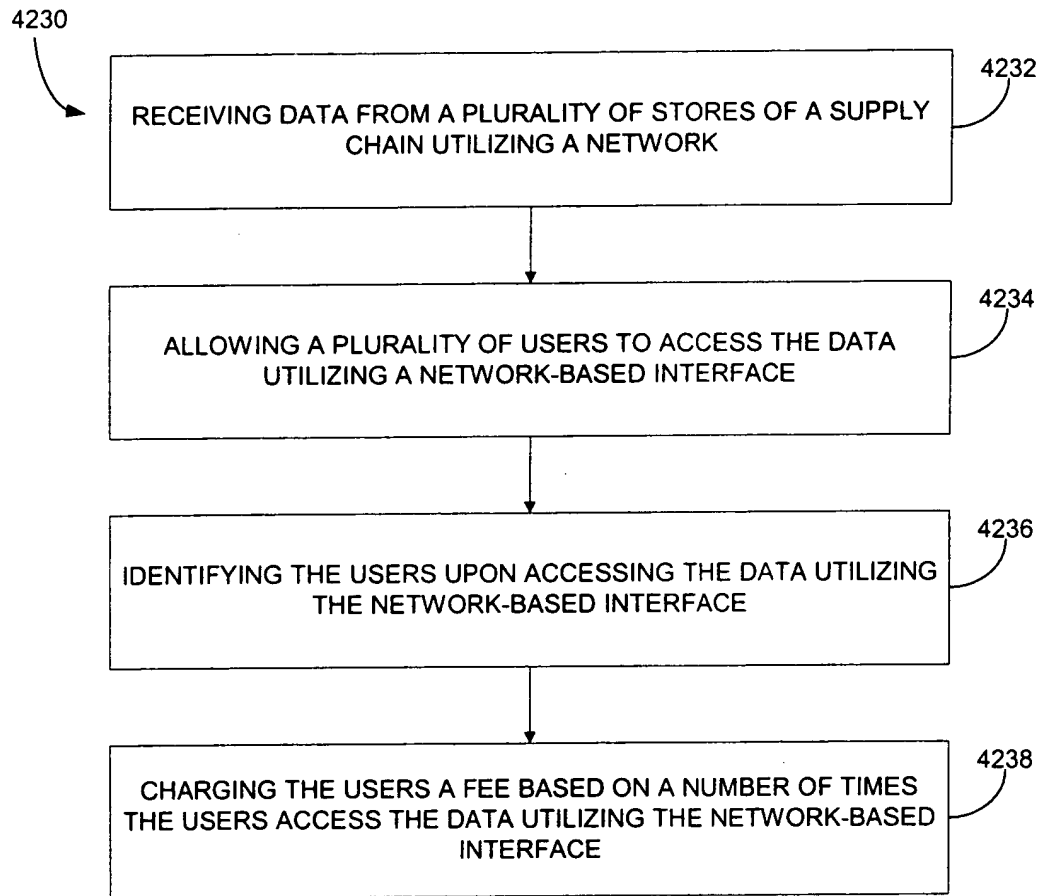 4230
4232
RECEIVING DATA FROM A PLURALITY OF STORES OF A SUPPLY
CHAIN UTILIZING A NETWORK
4234
ALLOWING A PLURALITY OF USERS TO ACCESS THE DATA
UTILIZING A NETWORK-BASED INTERFACE
4236
IDENTIFYING THE USERS UPON ACCESSING THE DATA UTILIZING
THE NETWORK-BASED INTERFACE
4238
CHARGING THE USERS A FEE BASED ON A NUMBER OF TIMES
THE USERS ACCESS THE DATA UTILIZING THE NETWORK-BASED
INTERFACE